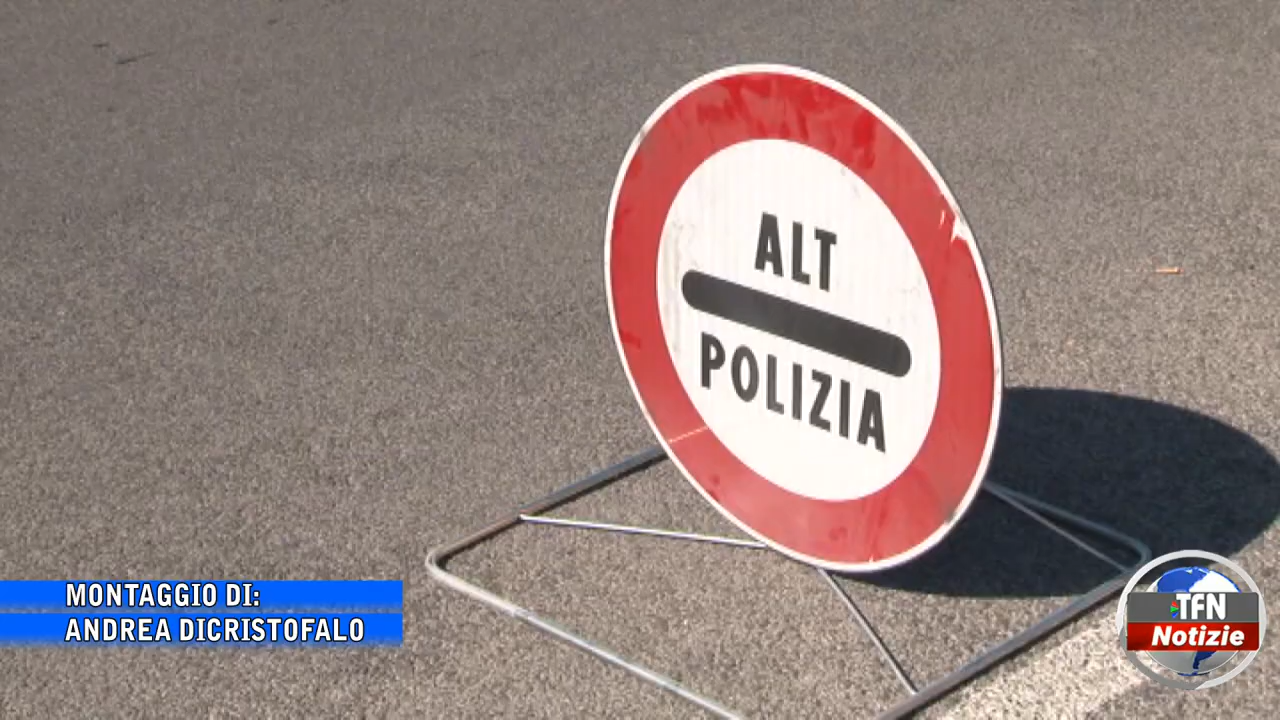 ALT
POLIZIA
MONTAGGIO DI:
ANDREA DICRISTOFALO
TFN
Notizie